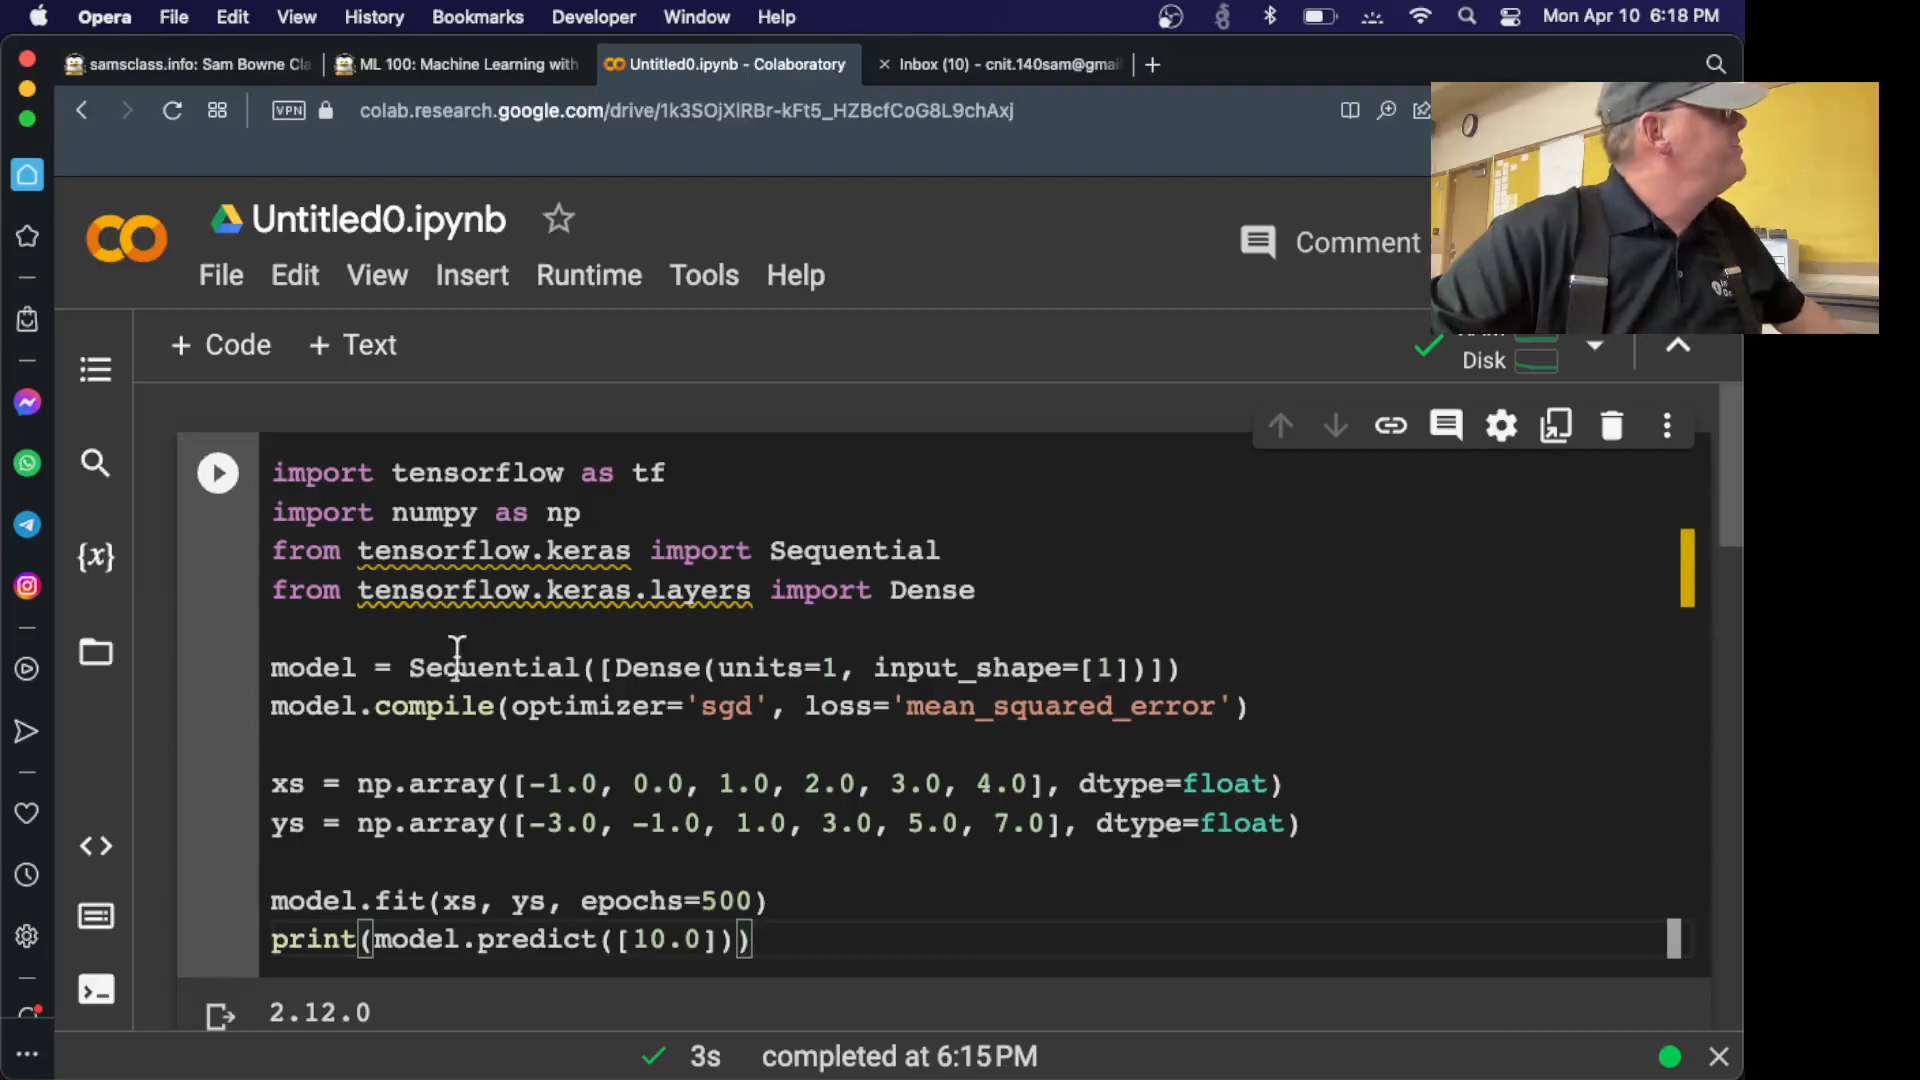 Opera File Edit View History Bookmarks Developer Window Help Mon Apr 10 6:18 PM
samsclass.info: Sam Bowne Cla ML 100: Machine Learning with Untitled0.ipynb - Colaboratory Inbox (10) - cnit.140sam@gmai
VPN colab.research.google.com/drive/1k3SOjXlRBr-kFt5_HZBcfCoG8L9chAxj
Untitled0.ipynb
Comment
File Edit View Insert Runtime Tools Help
+ Code + Text
Disk
import tensorflow as tf
import numpy as np
from tensorflow.keras import Sequential
from tensorflow.keras.layers import Dense
model = Sequential([Dense(units=1, input_shape=[1])])
model.compile(optimizer='sgd', loss='mean_squared_error')
xs = np.array([-1.0, 0.0, 1.0, 2.0, 3.0, 4.0], dtype=float)
ys = np.array([-3.0, -1.0, 1.0, 3.0, 5.0, 7.0], dtype=float)
model.fit(xs, ys, epochs=500)
print(model.predict([10.0]))
2.12.0
3s completed at 6:15 PM